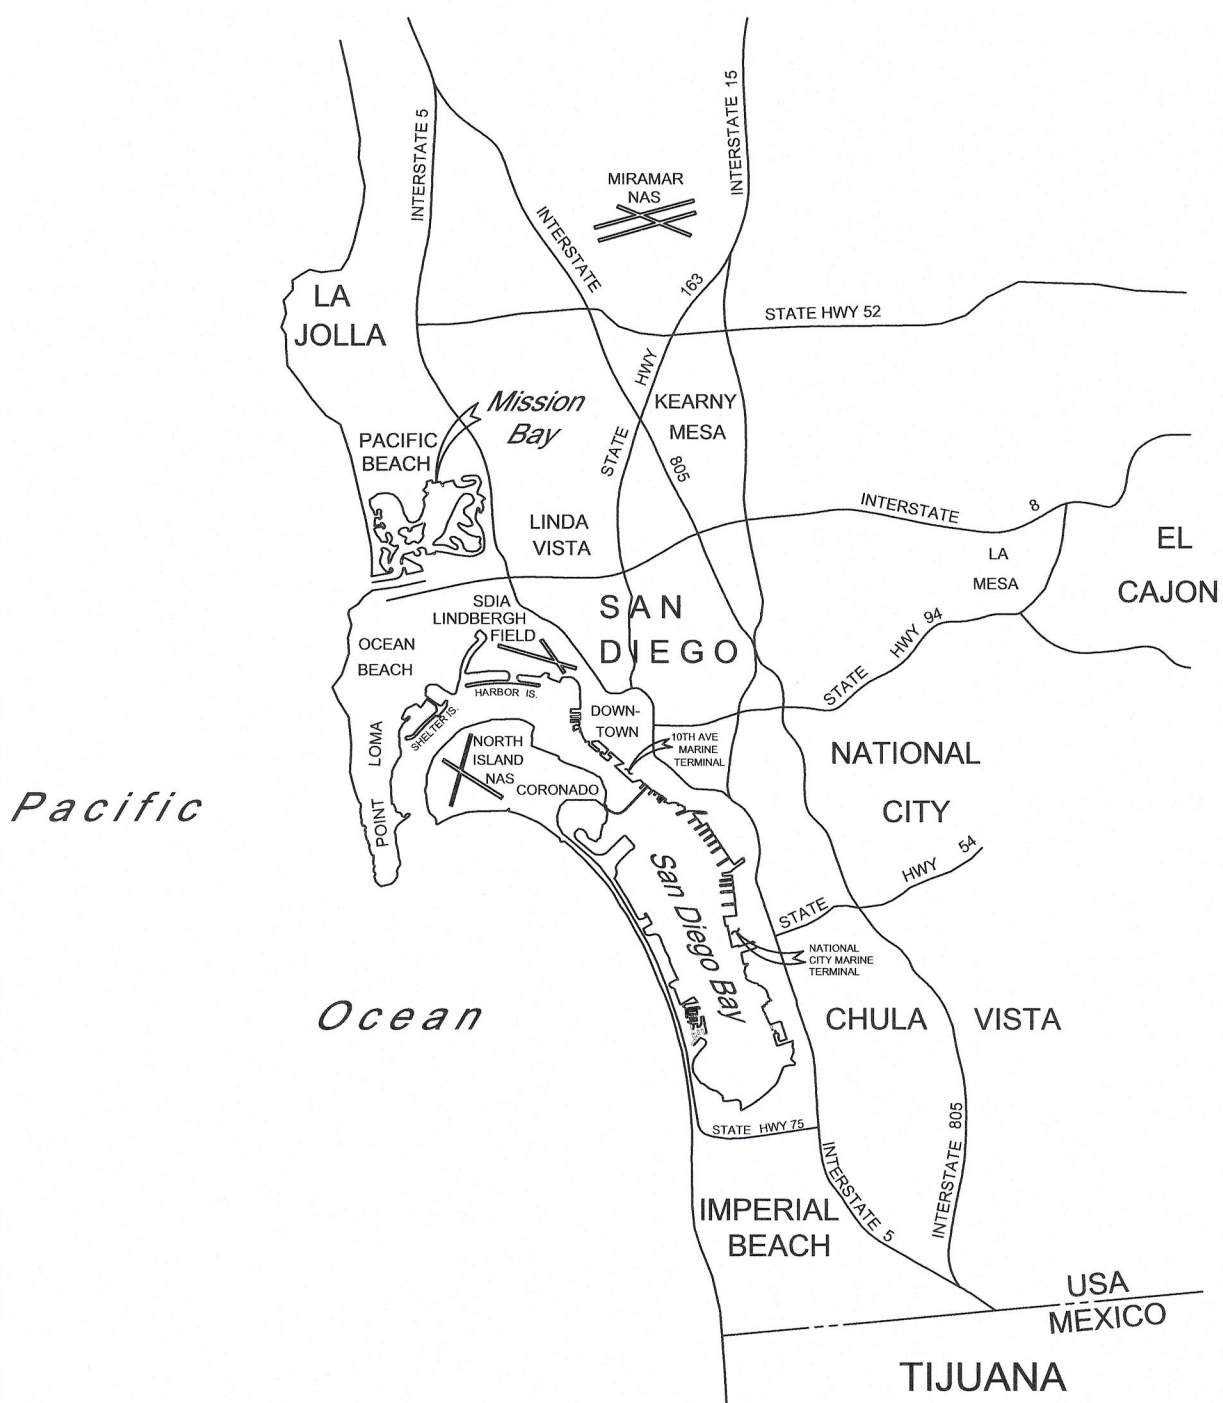 INTERSTATE 5
INTERSTATE 15
MIRAMAR
NAS
INTERSTATE
805
STATE HWY 163
LA
JOLLA
STATE HWY 52
Mission
Bay
KEARNY
MESA
PACIFIC
BEACH
INTERSTATE 8
LINDA
VISTA
LA
MESA
EL
CAJON
SAN
DIEGO
SDIA
LINDBERGH
FIELD
OCEAN
BEACH
STATE HWY 94
HARBOR IS.
SHELTER IS.
DOWN-
TOWN
10TH AVE
MARINE
TERMINAL
POINT LOMA
NORTH
ISLAND
NAS
CORONADO
NATIONAL
CITY
Pacific
San Diego Bay
STATE HWY 54
NATIONAL
CITY MARINE
TERMINAL
Ocean
CHULA VISTA
STATE HWY 75
INTERSTATE 5
INTERSTATE 805
IMPERIAL
BEACH
USA
MEXICO
TIJUANA